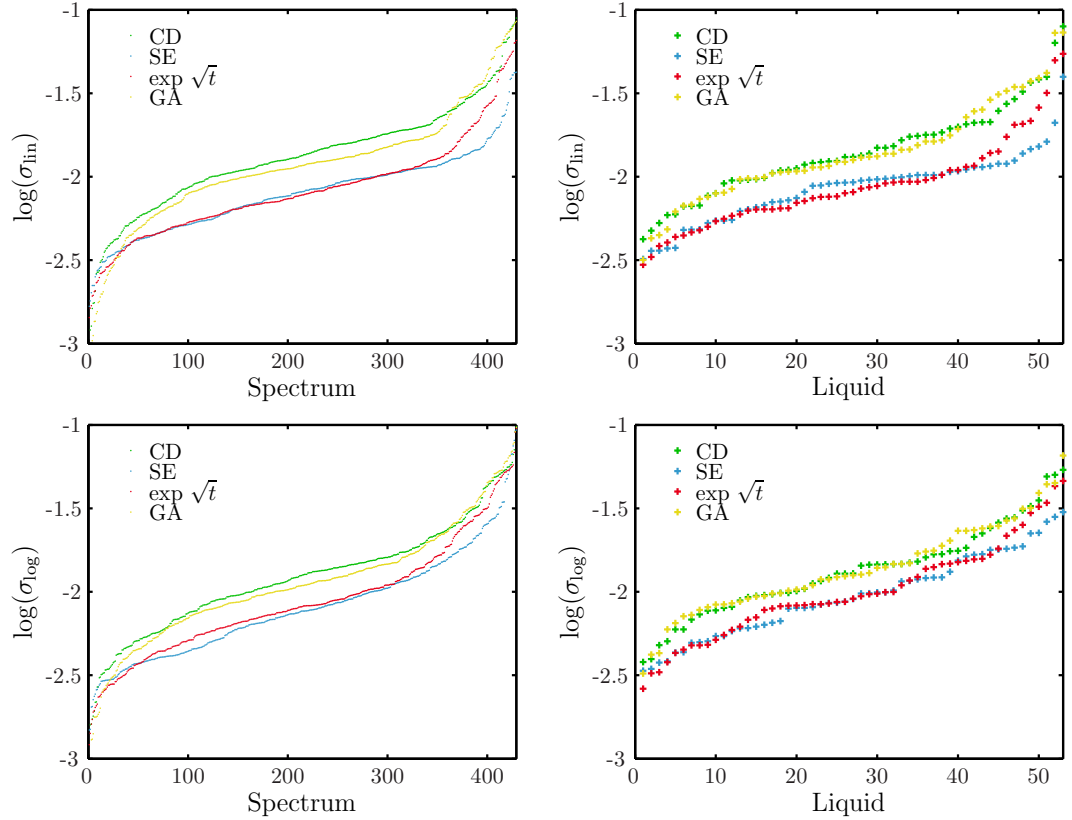 -1
-1.5
-2
-2.5
-3
log(σ_lin)
CD
SE
exp √t
GA
0 100 200 300 400
Spectrum
-1
-1.5
-2
-2.5
-3
log(σ_lin)
CD
SE
exp √t
GA
0 10 20 30 40 50
Liquid
-1
-1.5
-2
-2.5
-3
log(σ_log)
CD
SE
exp √t
GA
0 100 200 300 400
Spectrum
-1
-1.5
-2
-2.5
-3
log(σ_log)
CD
SE
exp √t
GA
0 10 20 30 40 50
Liquid